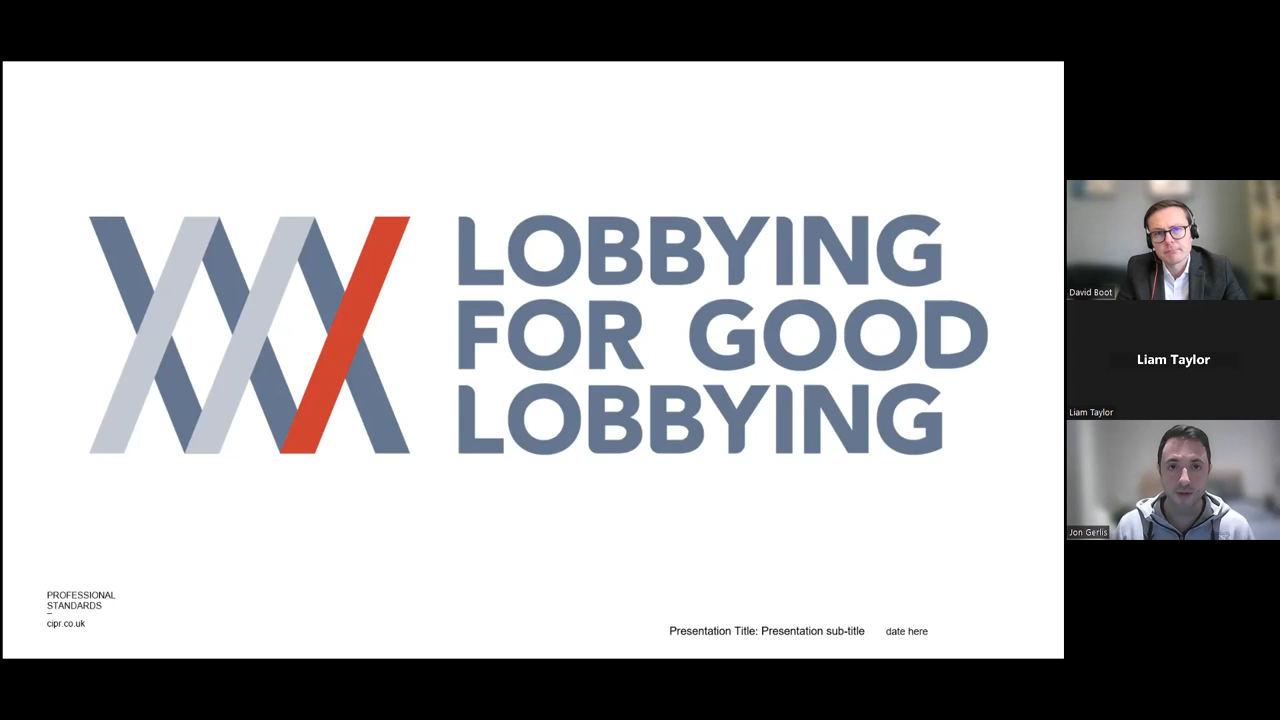 LOBBYING
FOR GOOD
LOBBYING
PROFESSIONAL
STANDARDS
–
cipr.co.uk
Presentation Title: Presentation sub-title date here
David Boot
Liam Taylor
Liam Taylor
Jon Gerlis